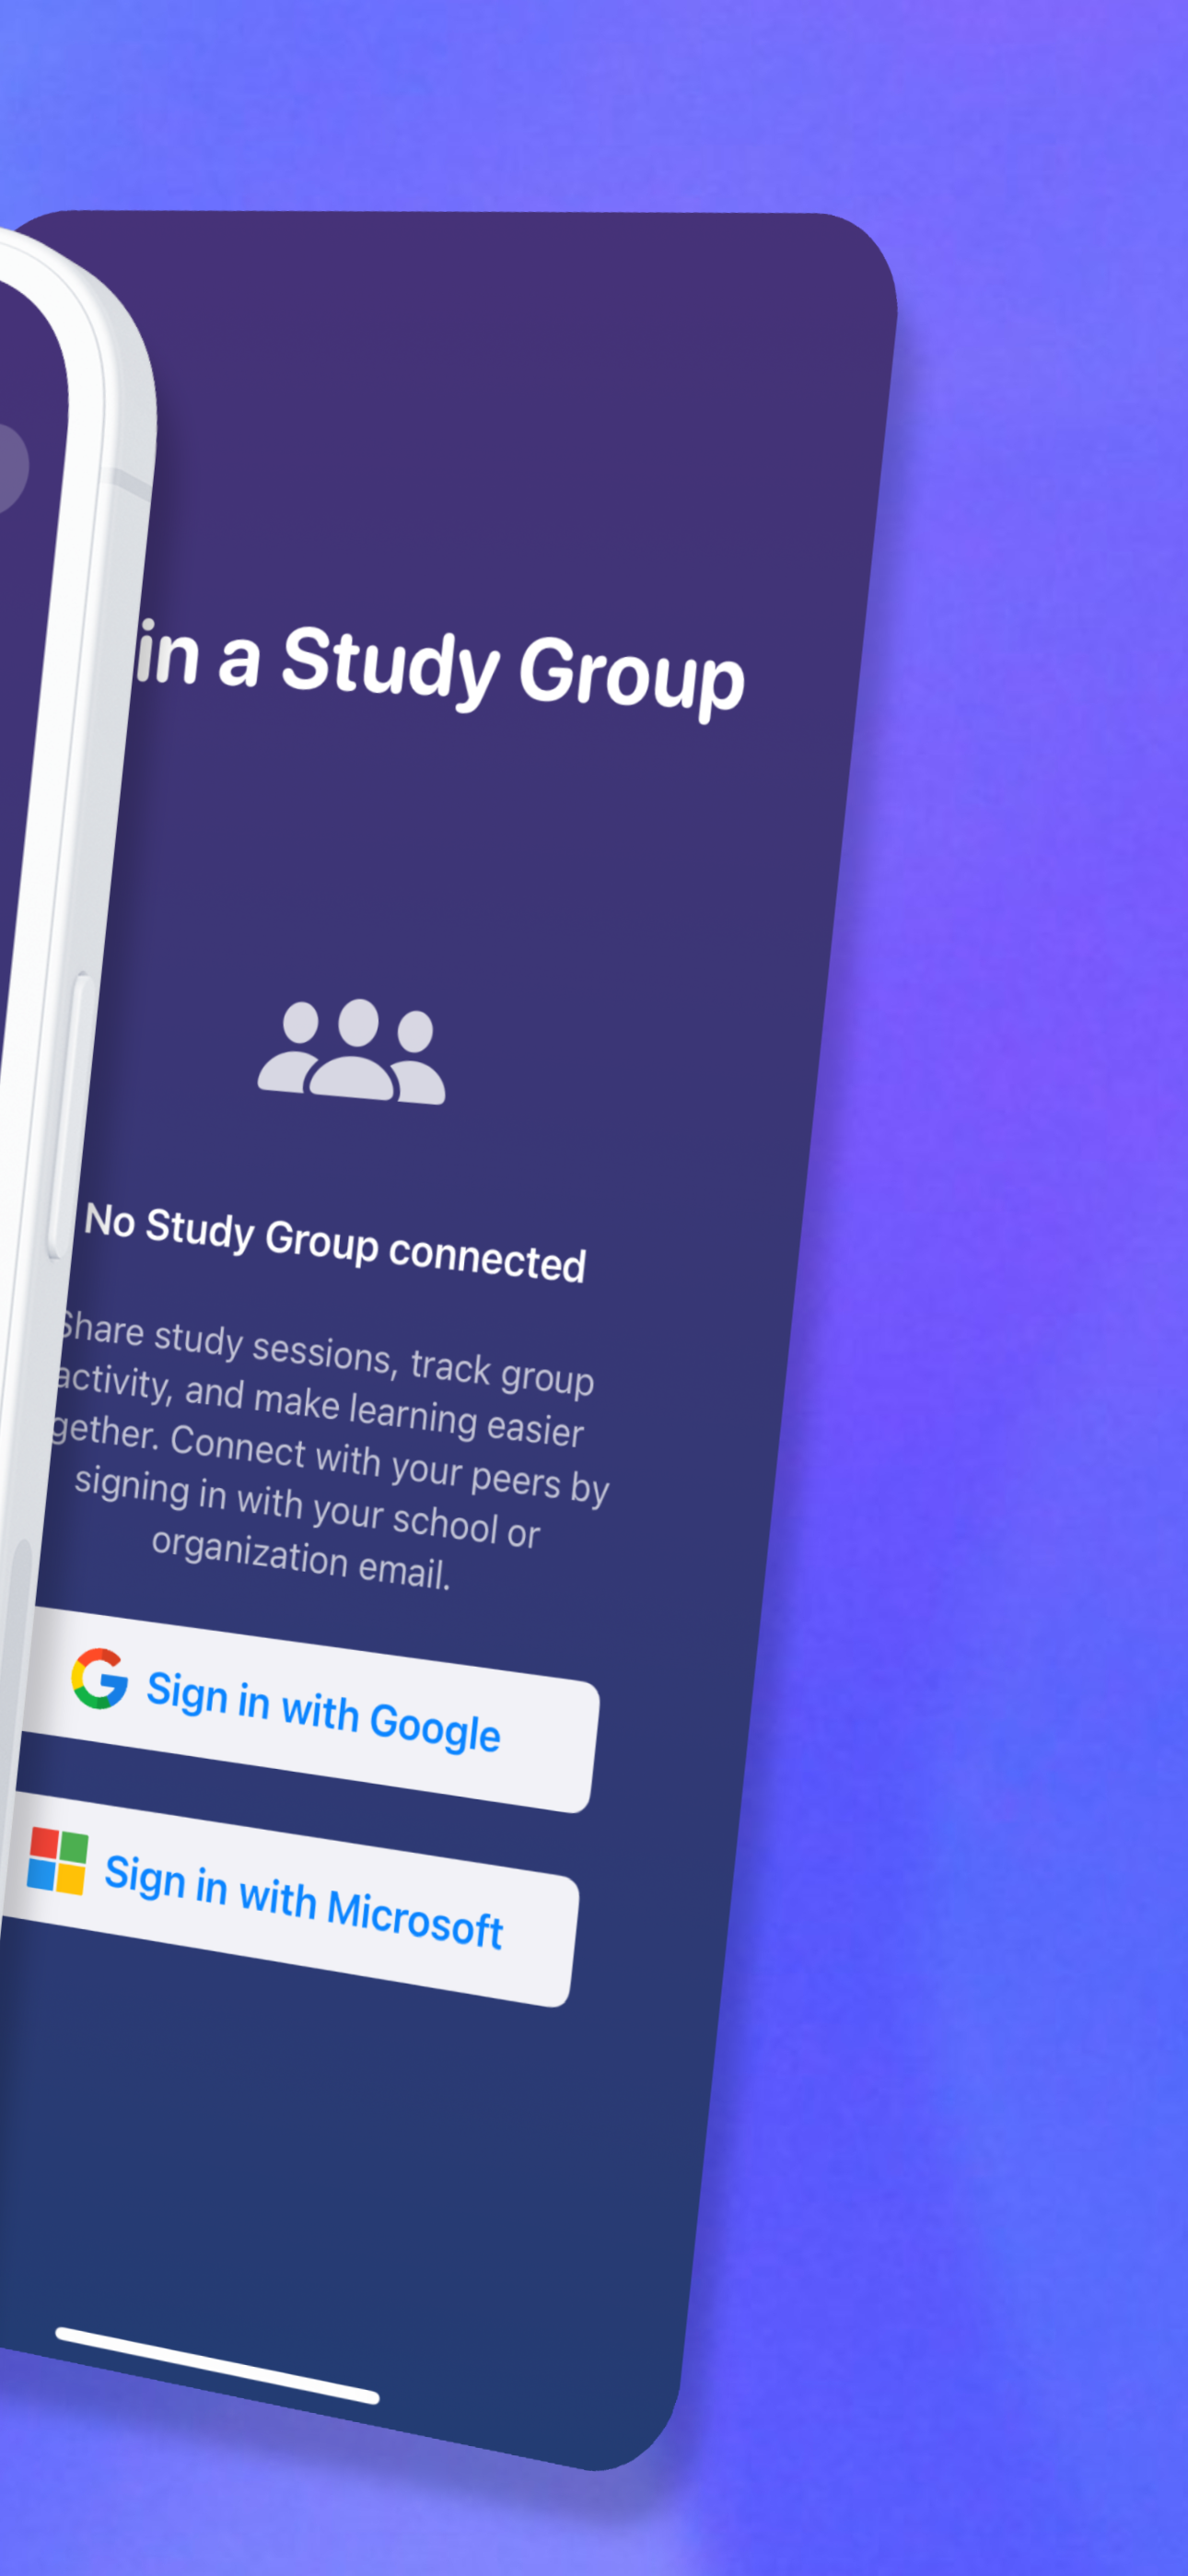 in a Study Group
No Study Group connected
Share study sessions, track group
activity, and make learning easier
gether. Connect with your peers by
signing in with your school or
organization email.
Sign in with Google
Sign in with Microsoft